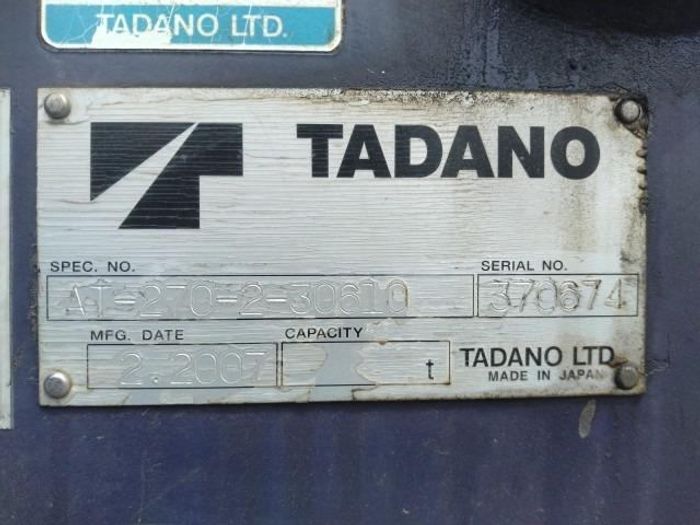 TADANO LTD.
TADANO
SPEC. NO.
SERIAL NO.
AT-270-2-30610
370674
MFG. DATE
CAPACITY
2.2007
t
TADANO LTD
MADE IN JAPAN